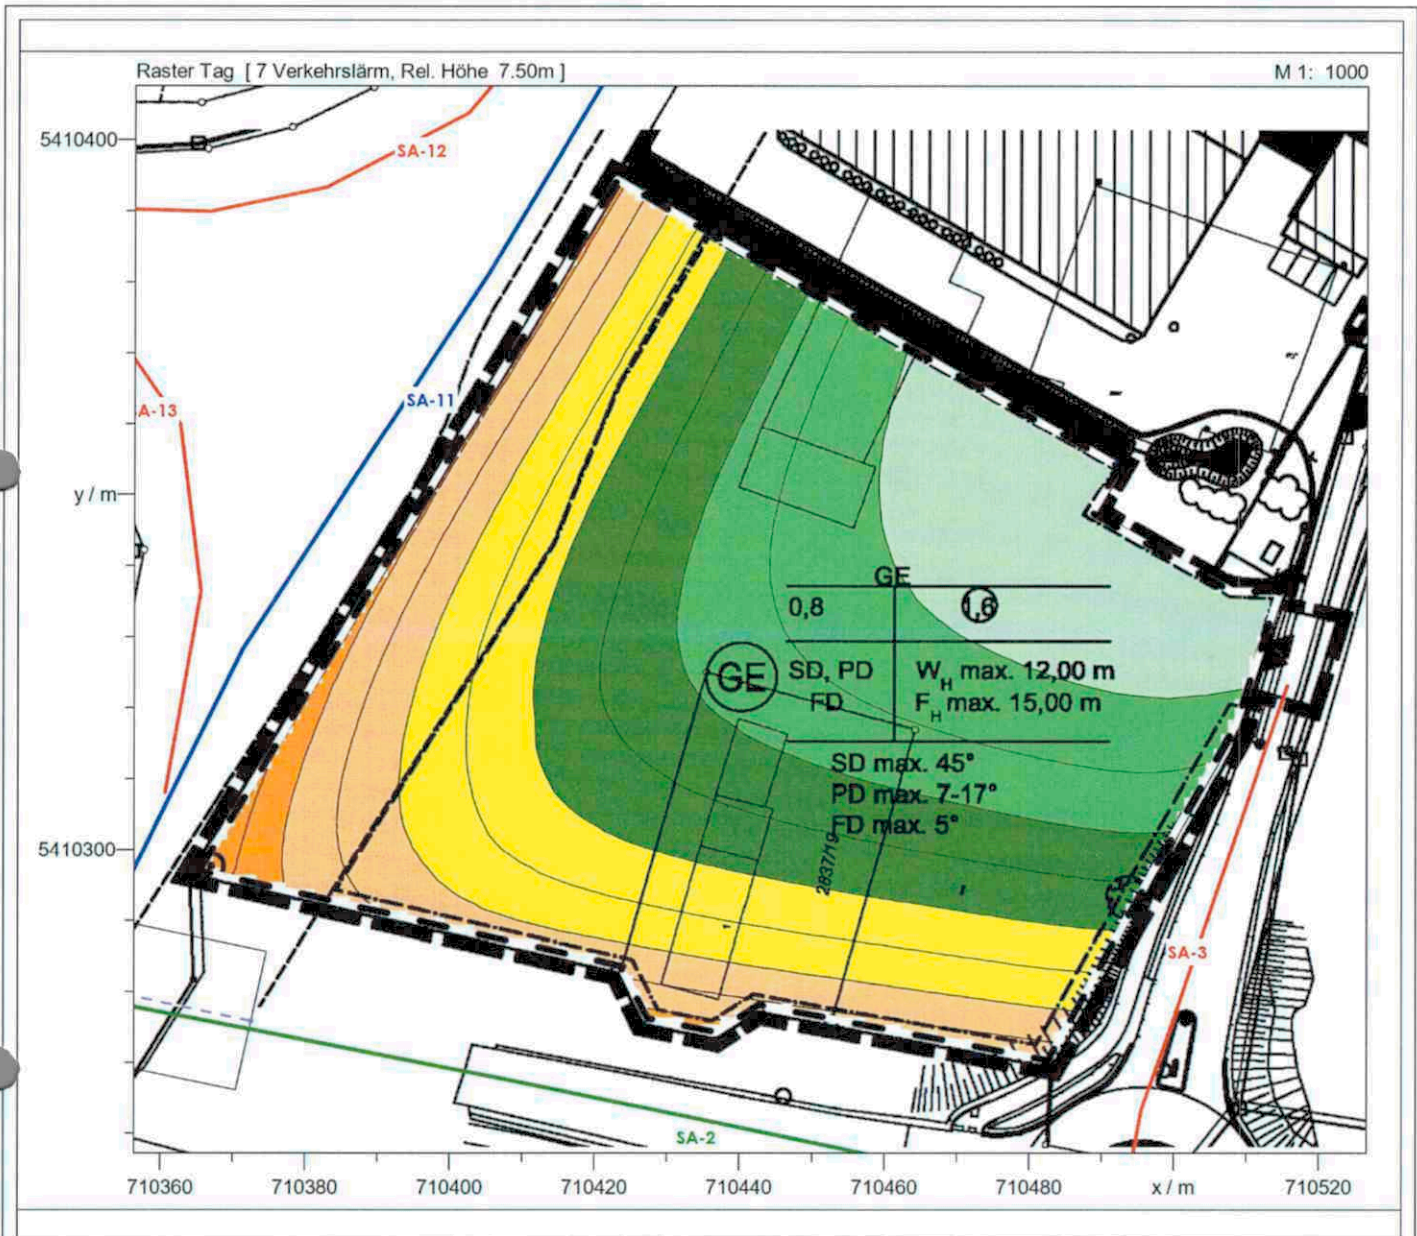 Raster Tag [ 7 Verkehrslärm, Rel. Höhe 7.50m ]
M 1: 1000
5410400
SA-12
SA-11
A-13
y / m
GE
0,8
1,6
GE
SD, PD
FD
WH max. 12,00 m
FH max. 15,00 m
SD max. 45°
PD max. 7-17°
FD max. 5°
2837/19
5410300
SA-3
SA-2
710360
710380
710400
710420
710440
710460
710480
x / m
710520